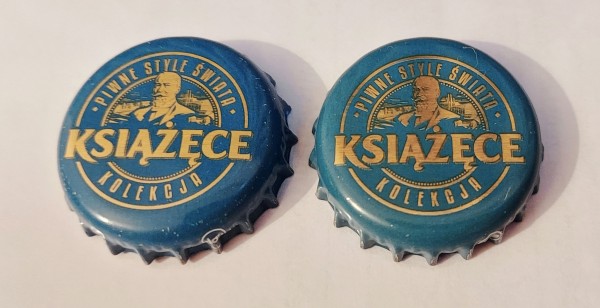 PIWNE STYLE ŚWIATA
KSIĄŻĘCE
KOLEKCJA
PIWNE STYLE ŚWIATA
KSIĄŻĘCE
KOLEKCJA